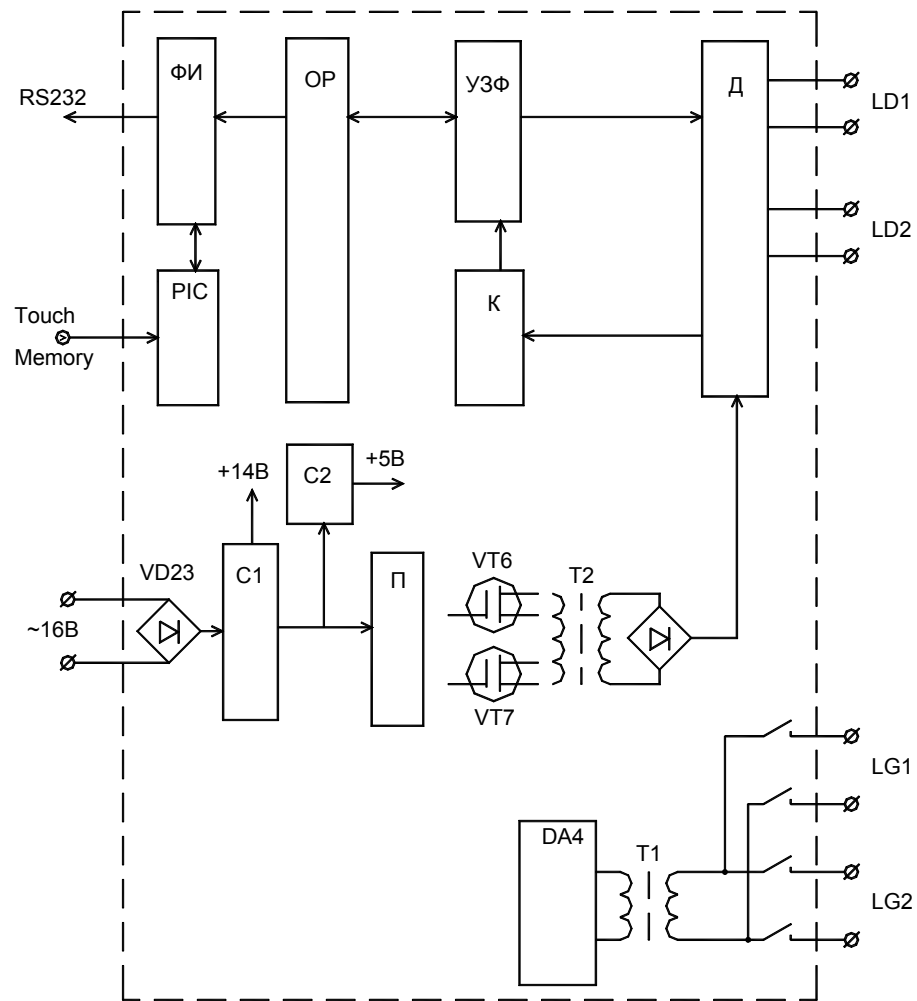 ФИ
ОР
УЗФ
Д
RS232
LD1
LD2
PIC
К
Touch
Memory
+14В
С2
+5В
VD23
С1
П
VT6
T2
~16В
VT7
LG1
DA4
T1
LG2